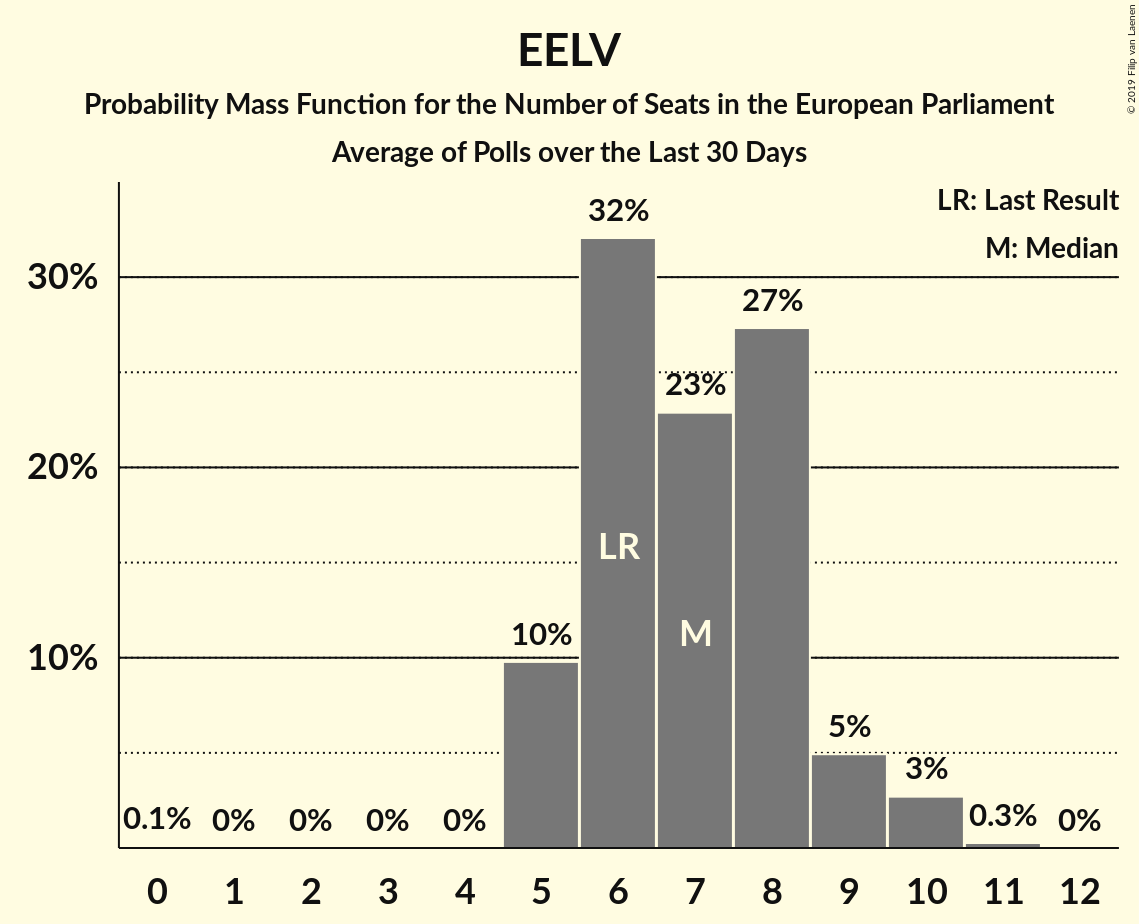 EELV
Probability Mass Function for the Number of Seats in the European Parliament
Average of Polls over the Last 30 Days
© 2019 Filip van Laenen
LR: Last Result
M: Median
30%
20%
10%
0.1%
0%
0%
0%
0%
10%
32%
23%
27%
5%
3%
0.3%
0%
LR
M
0 1 2 3 4 5 6 7 8 9 10 11 12